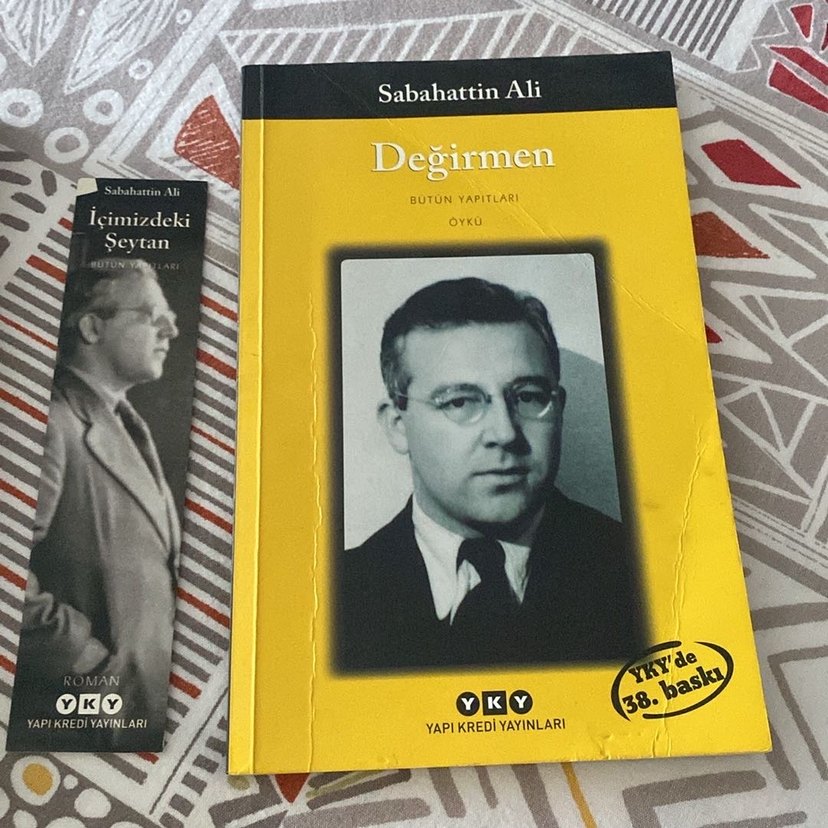 Sabahattin Ali
İçimizdeki
Şeytan
BÜTÜN YAPITLARI
ROMAN
YKY
YAPI KREDİ YAYINLARI
Sabahattin Ali
Değirmen
BÜTÜN YAPITLARI
ÖYKÜ
YKY'de
38. baskı
YKY
YAPI KREDİ YAYINLARI